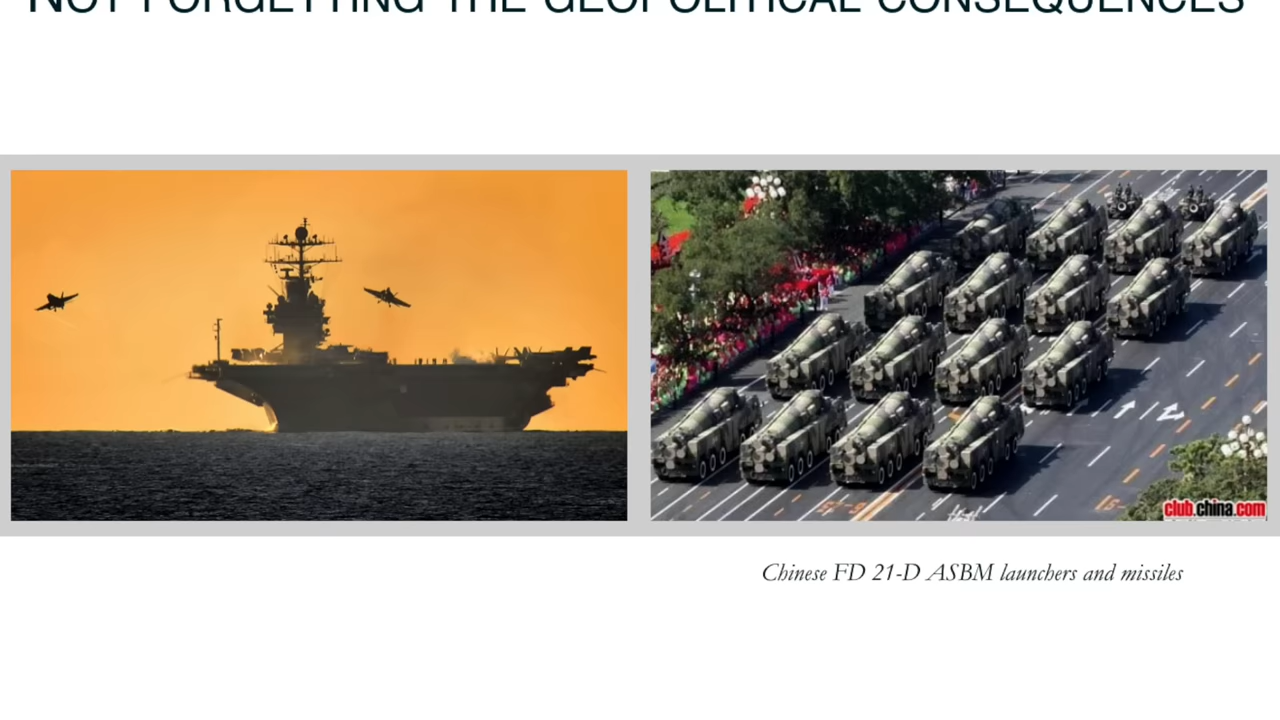 NOT FORGETTING THE GEOPOLITICAL CONSEQUENCES
club.china.com
Chinese FD 21-D ASBM launchers and missiles